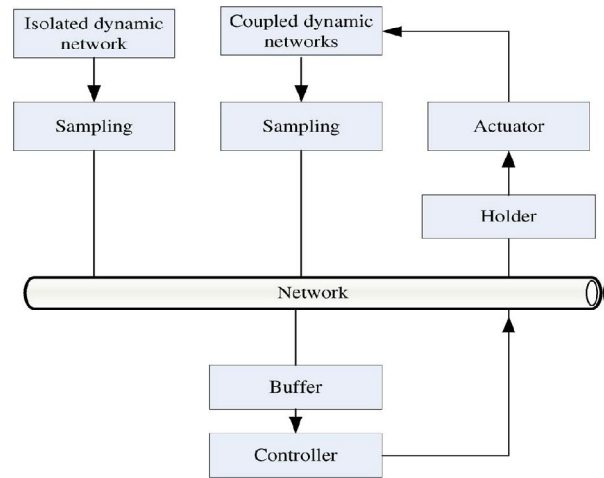 Isolated dynamic
network
Coupled dynamic
networks
Sampling
Sampling
Actuator
Holder
Network
Buffer
Controller